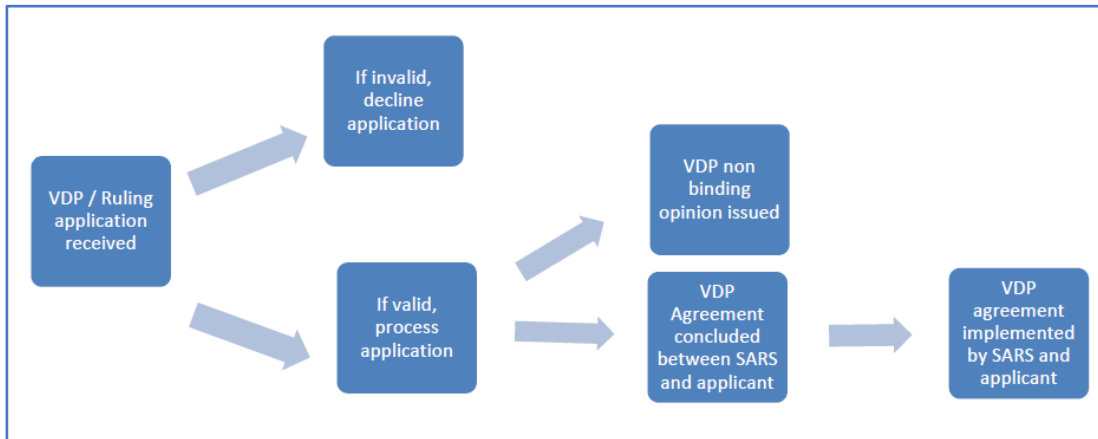 VDP / Ruling
application
received
If invalid,
decline
application
If valid,
process
application
VDP non
binding
opinion issued
VDP
Agreement
concluded
between SARS
and applicant
VDP
agreement
implemented
by SARS and
applicant